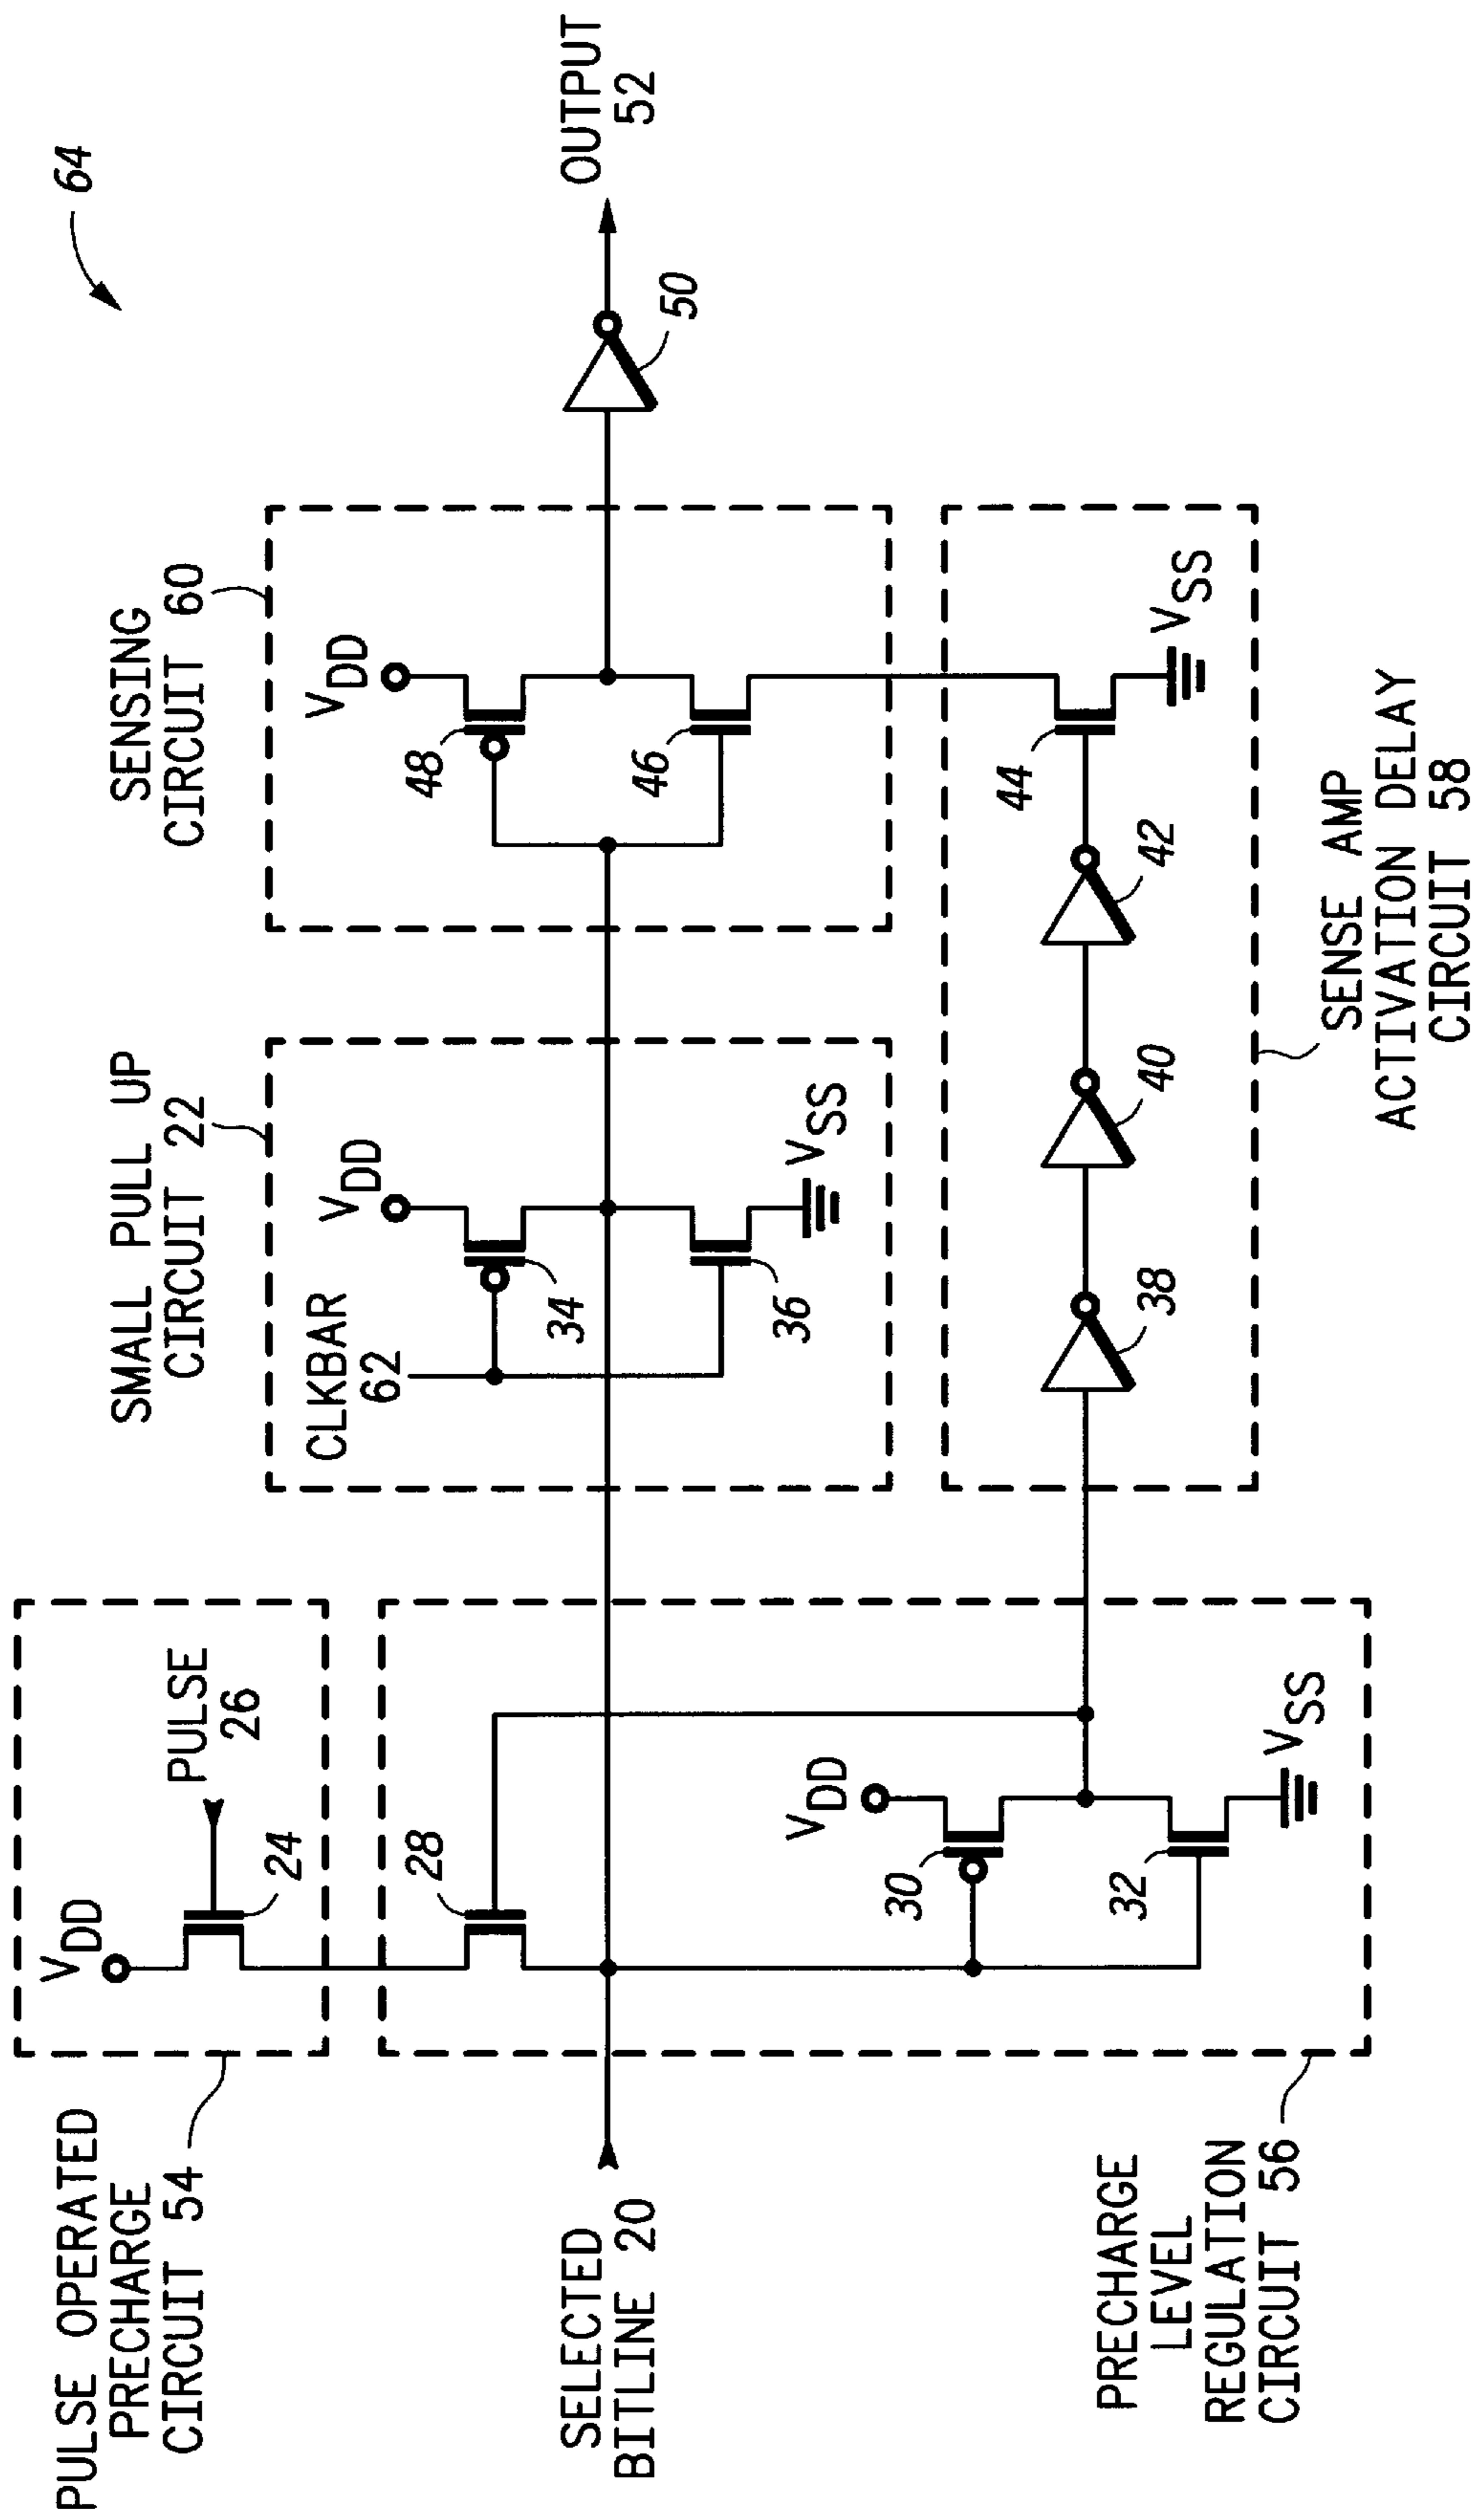 64
PULSE OPERATED
PRECHARGE
CIRCUIT 54
VDD
PULSE
26
24
SMALL PULL UP
CIRCUIT 22
SENSING
CIRCUIT 60
28
CLKBAR
62
VDD
34
36
VSS
VDD
48
46
50
OUTPUT
52
SELECTED
BITLINE 20
VDD
30
32
VSS
38
40
42
44
VSS
PRECHARGE
LEVEL
REGULATION
CIRCUIT 56
SENSE AMP
ACTIVATION DELAY
CIRCUIT 58